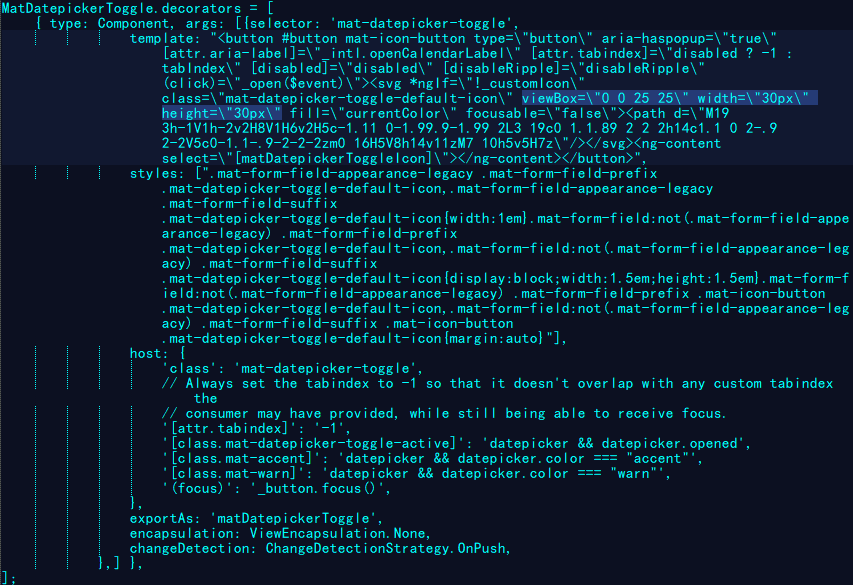 MatDatepickerToggle.decorators = [
{ type: Component, args: [{selector: 'mat-datepicker-toggle',
template: "<button #button mat-icon-button type=\"button\" aria-haspopup=\"true\"
[attr.aria-label]=\"_intl.openCalendarLabel\" [attr.tabindex]=\"disabled ? -1 :
tabIndex\" [disabled]=\"disabled\" [disableRipple]=\"disableRipple\"
(click)=\"_open($event)\"><svg *ngIf=\"!_customIcon\"
class=\"mat-datepicker-toggle-default-icon\" viewBox=\"0 0 25 25\" width=\"30px\"
height=\"30px\" fill=\"currentColor\" focusable=\"false\"><path d=\"M19
3h-1V1h-2v2H8V1H6v2H5c-1.11 0-1.99.9-1.99 2L3 19c0 1.1.89 2 2 2h14c1.1 0 2-.9
2-2V5c0-1.1-.9-2-2-2zm0 16H5V8h14v11zM7 10h5v5H7z\"/></svg><ng-content
select=\"[matDatepickerToggleIcon]\"></ng-content></button>",
styles: [".mat-form-field-appearance-legacy .mat-form-field-prefix
.mat-datepicker-toggle-default-icon,.mat-form-field-appearance-legacy
.mat-form-field-suffix
.mat-datepicker-toggle-default-icon{width:1em}.mat-form-field:not(.mat-form-field-appe
arance-legacy) .mat-form-field-prefix
.mat-datepicker-toggle-default-icon,.mat-form-field:not(.mat-form-field-appearance-leg
acy) .mat-form-field-suffix
.mat-datepicker-toggle-default-icon{display:block;width:1.5em;height:1.5em}.mat-form-f
ield:not(.mat-form-field-appearance-legacy) .mat-form-field-prefix .mat-icon-button
.mat-datepicker-toggle-default-icon,.mat-form-field:not(.mat-form-field-appearance-leg
acy) .mat-form-field-suffix .mat-icon-button
.mat-datepicker-toggle-default-icon{margin:auto}"],
host: {
'class': 'mat-datepicker-toggle',
// Always set the tabindex to -1 so that it doesn't overlap with any custom tabindex
the
// consumer may have provided, while still being able to receive focus.
'[attr.tabindex]': '-1',
'[class.mat-datepicker-toggle-active]': 'datepicker && datepicker.opened',
'[class.mat-accent]': 'datepicker && datepicker.color === "accent"',
'[class.mat-warn]': 'datepicker && datepicker.color === "warn"',
'(focus)': '_button.focus()',
},
exportAs: 'matDatepickerToggle',
encapsulation: ViewEncapsulation.None,
changeDetection: ChangeDetectionStrategy.OnPush,
},] },
];